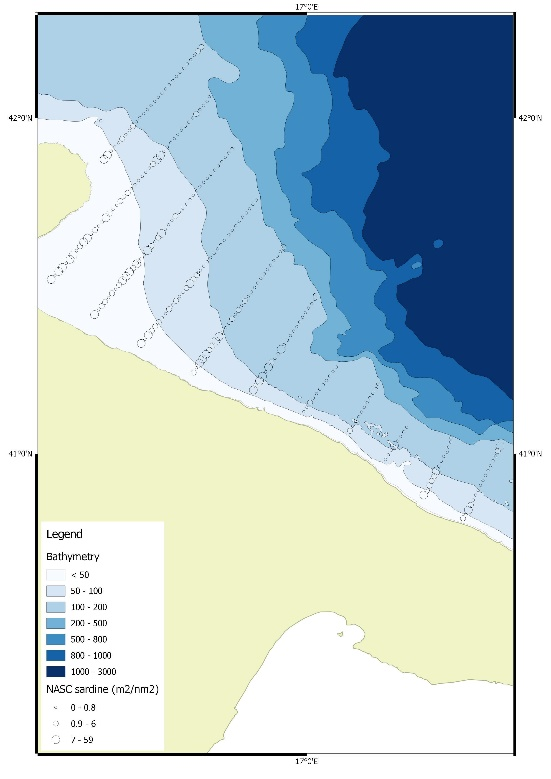 17°0'E
42°0'N 42°0'N
41°0'N 41°0'N
Legend
Bathymetry
< 50
50 - 100
100 - 200
200 - 500
500 - 800
800 - 1000
1000 - 3000
NASC sardine (m2/nm2)
0 - 0.8
0.9 - 6
7 - 59
17°0'E